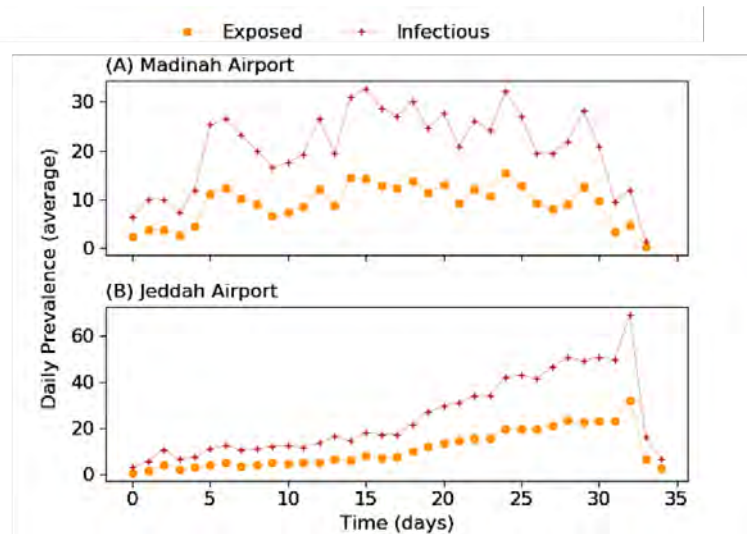 Exposed Infectious
(A) Madinah Airport
30
20
10
0
(B) Jeddah Airport
60
40
20
0
0 5 10 15 20 25 30 35
Time (days)
Daily Prevalence (average)